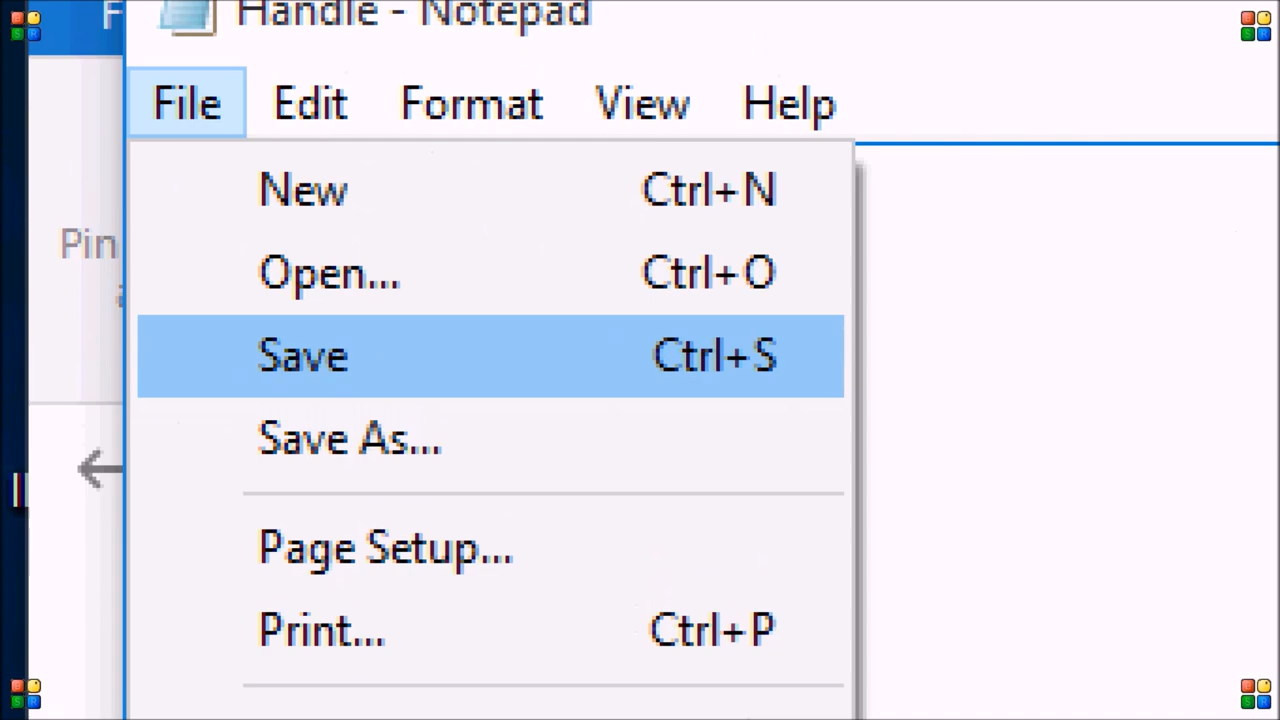 Handle - Notepad
File Edit Format View Help
New Ctrl+N
Open... Ctrl+O
Pin
Save Ctrl+S
Save As...
Page Setup...
Print... Ctrl+P